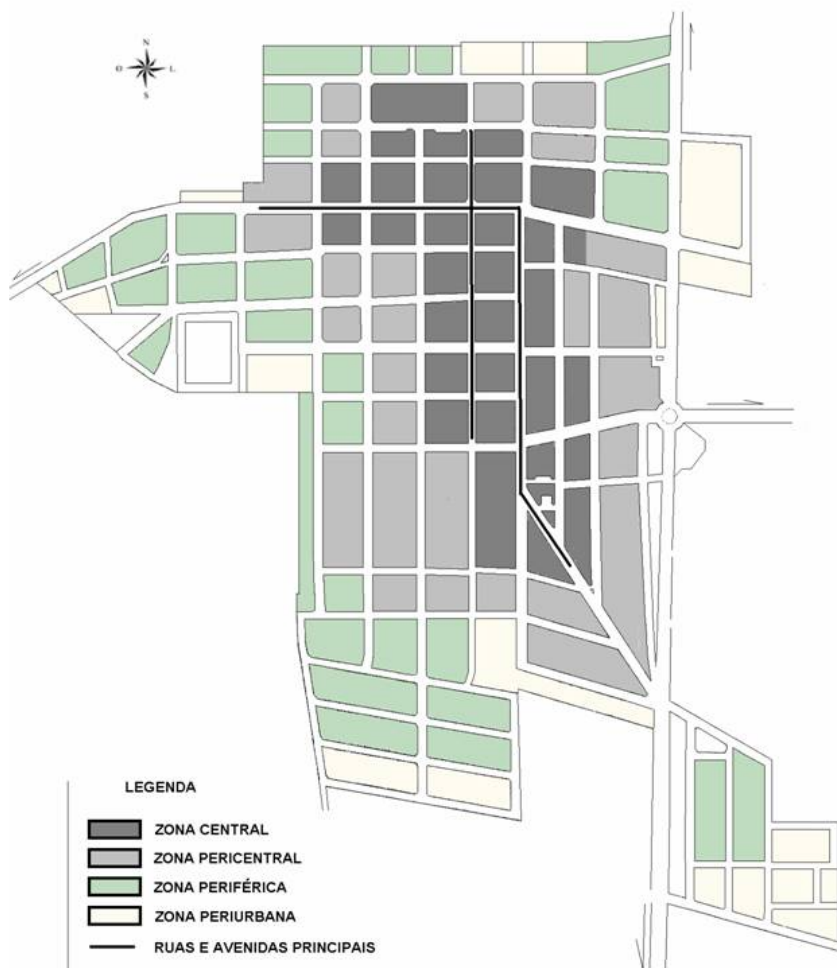 N
O L
S
LEGENDA
ZONA CENTRAL
ZONA PERICENTRAL
ZONA PERIFÉRICA
ZONA PERIURBANA
RUAS E AVENIDAS PRINCIPAIS